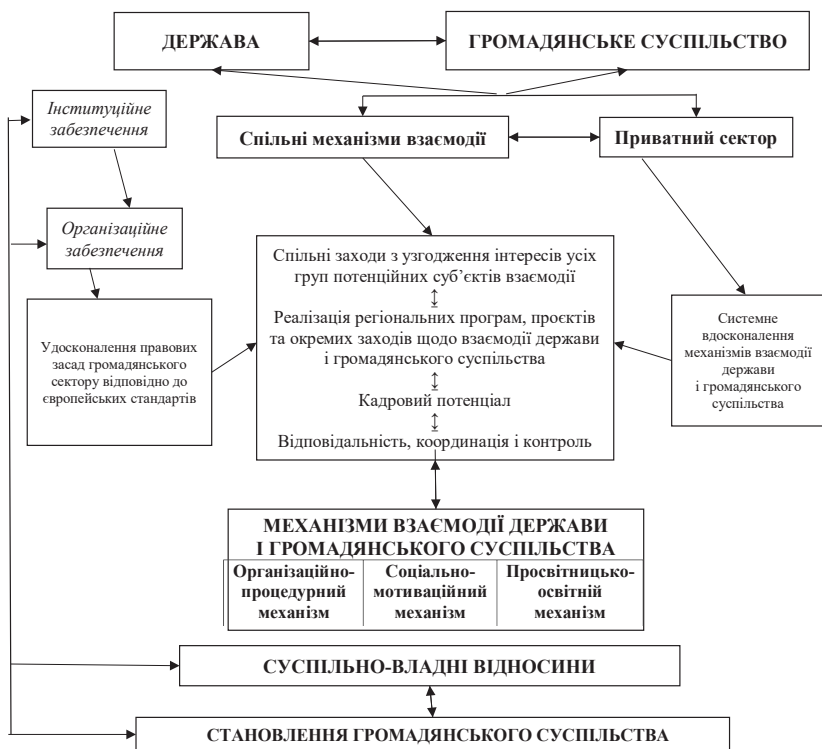 ДЕРЖАВА
ГРОМАДЯНСЬКЕ СУСПІЛЬСТВО
Інституційне
забезпечення
Спільні механізми взаємодії
Приватний сектор
Організаційне
забезпечення
Спільні заходи з узгодження інтересів усіх
груп потенційних суб’єктів взаємодії
Реалізація регіональних програм, проєктів
та окремих заходів щодо взаємодії держави
і громадянського суспільства
Кадровий потенціал
Відповідальність, координація і контроль
Удосконалення правових
засад громадянського
сектору відповідно до
європейських стандартів
Системне
вдосконалення
механізмів взаємодії
держави
і громадянського
суспільства
МЕХАНІЗМИ ВЗАЄМОДІЇ ДЕРЖАВИ
І ГРОМАДЯНСЬКОГО СУСПІЛЬСТВА
Організаційно-
процедурний
механізм
Соціально-
мотиваційний
механізм
Просвітницько-
освітній
механізм
СУСПІЛЬНО-ВЛАДНІ ВІДНОСИНИ
СТАНОВЛЕННЯ ГРОМАДЯНСЬКОГО СУСПІЛЬСТВА